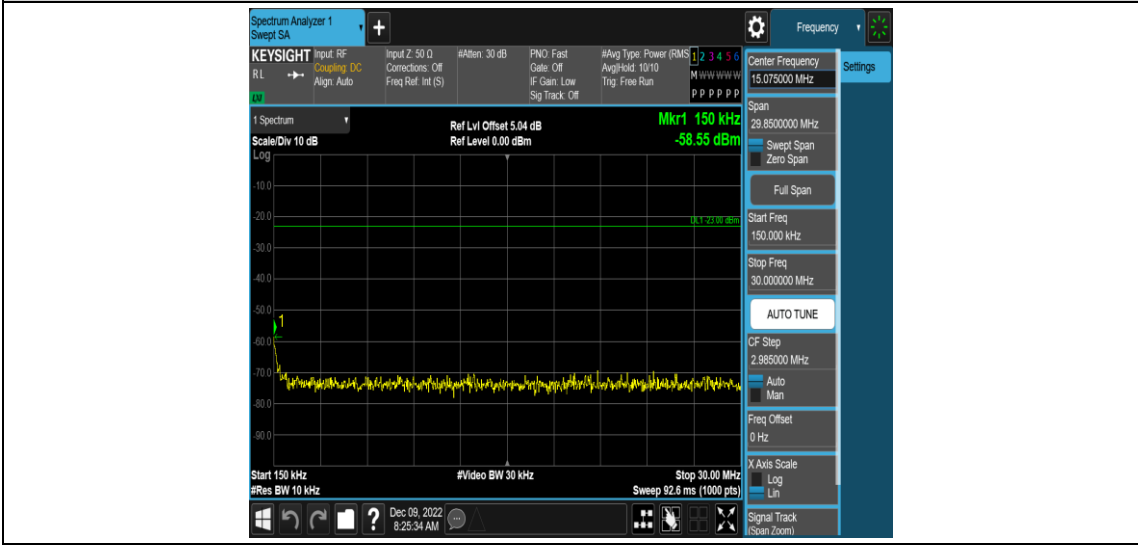 Spectrum Analyzer 1
Swept SA
+
Frequency
KEYSIGHT
RL
LM
Input: RF
Coupling: DC
Align: Auto
Input Z: 50 Ω
Corrections: Off
Freq Ref: Int (S)
#Atten: 30 dB
PNO: Fast
Gate: Off
IF Gain: Low
Sig Track: Off
#Avg Type: Power (RMS
Avg|Hold: 10/10
Trig: Free Run
1 2 3 4 5 6
M W W W W W
P P P P P P
1 Spectrum
Scale/Div 10 dB
Log
Ref Lvl Offset 5.04 dB
Ref Level 0.00 dBm
Mkr1 150 kHz
-58.55 dBm
-10.0
-20.0
DL1 -23.00 dBm
-30.0
-40.0
-50.0
1
-60.0
-70.0
-80.0
-90.0
Start 150 kHz
#Res BW 10 kHz
#Video BW 30 kHz
Stop 30.00 MHz
Sweep 92.6 ms (1000 pts)
?
Dec 09, 2022
8:25:34 AM
Center Frequency
15.075000 MHz
Span
29.8500000 MHz
Swept Span
Zero Span
Full Span
Start Freq
150.000 kHz
Stop Freq
30.000000 MHz
AUTO TUNE
CF Step
2.985000 MHz
Auto
Man
Freq Offset
0 Hz
X Axis Scale
Log
Lin
Signal Track
(Span Zoom)
Settings